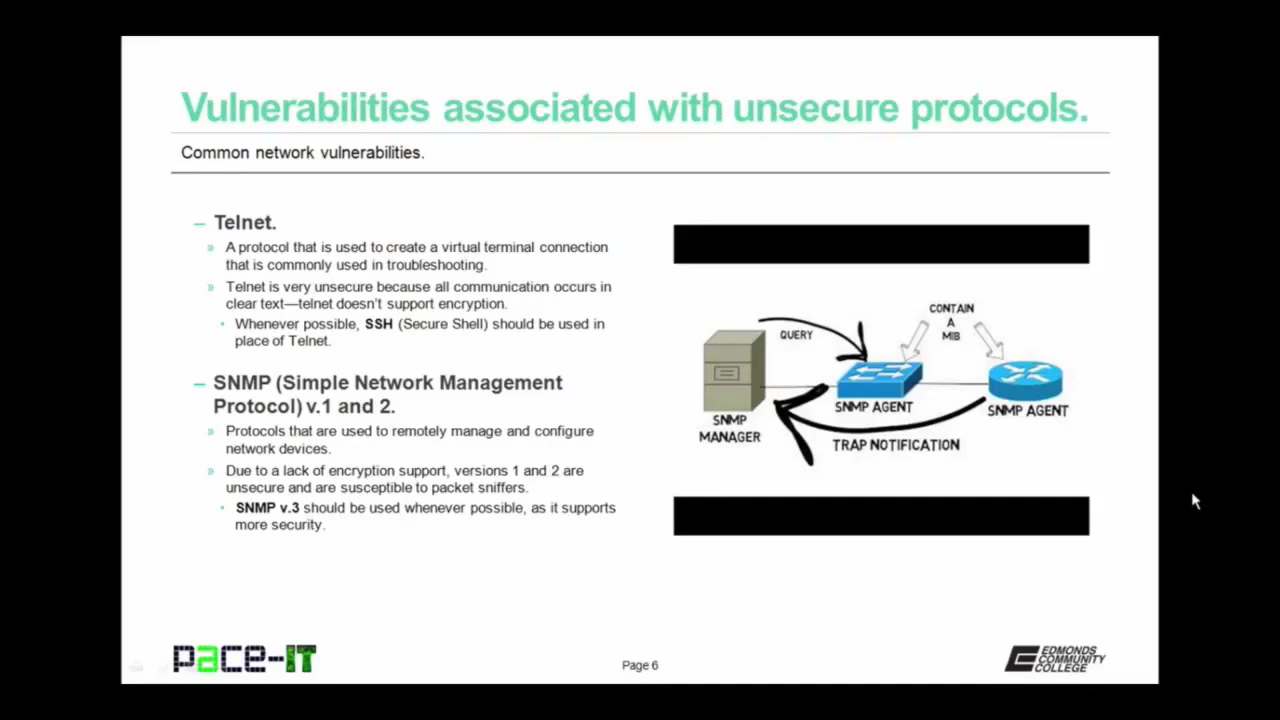 Vulnerabilities associated with unsecure protocols.
Common network vulnerabilities.
– Telnet.
» A protocol that is used to create a virtual terminal connection
that is commonly used in troubleshooting.
» Telnet is very unsecure because all communication occurs in
clear text—telnet doesn't support encryption.
• Whenever possible, SSH (Secure Shell) should be used in
place of Telnet.
– SNMP (Simple Network Management
Protocol) v.1 and 2.
» Protocols that are used to remotely manage and configure
network devices.
» Due to a lack of encryption support, versions 1 and 2 are
unsecure and are susceptible to packet sniffers.
• SNMP v.3 should be used whenever possible, as it supports
more security.
QUERY
CONTAIN
A
MIB
SNMP
MANAGER
SNMP AGENT
SNMP AGENT
TRAP NOTIFICATION
pace-IT
Page 6
EDMONDS
COMMUNITY
COLLEGE